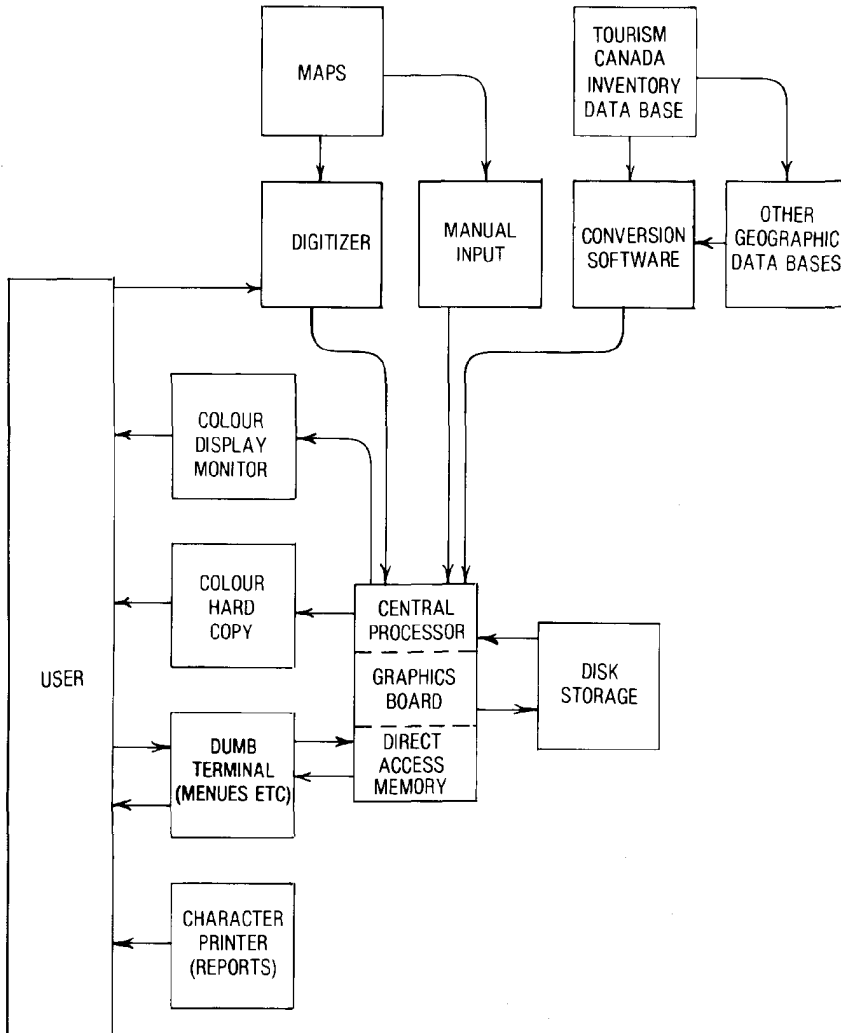 MAPS
TOURISM
CANADA
INVENTORY
DATA BASE
DIGITIZER
MANUAL
INPUT
CONVERSION
SOFTWARE
OTHER
GEOGRAPHIC
DATA BASES
USER
COLOUR
DISPLAY
MONITOR
COLOUR
HARD
COPY
CENTRAL
PROCESSOR
GRAPHICS
BOARD
DIRECT
ACCESS
MEMORY
DISK
STORAGE
DUMB
TERMINAL
(MENUES ETC)
CHARACTER
PRINTER
(REPORTS)